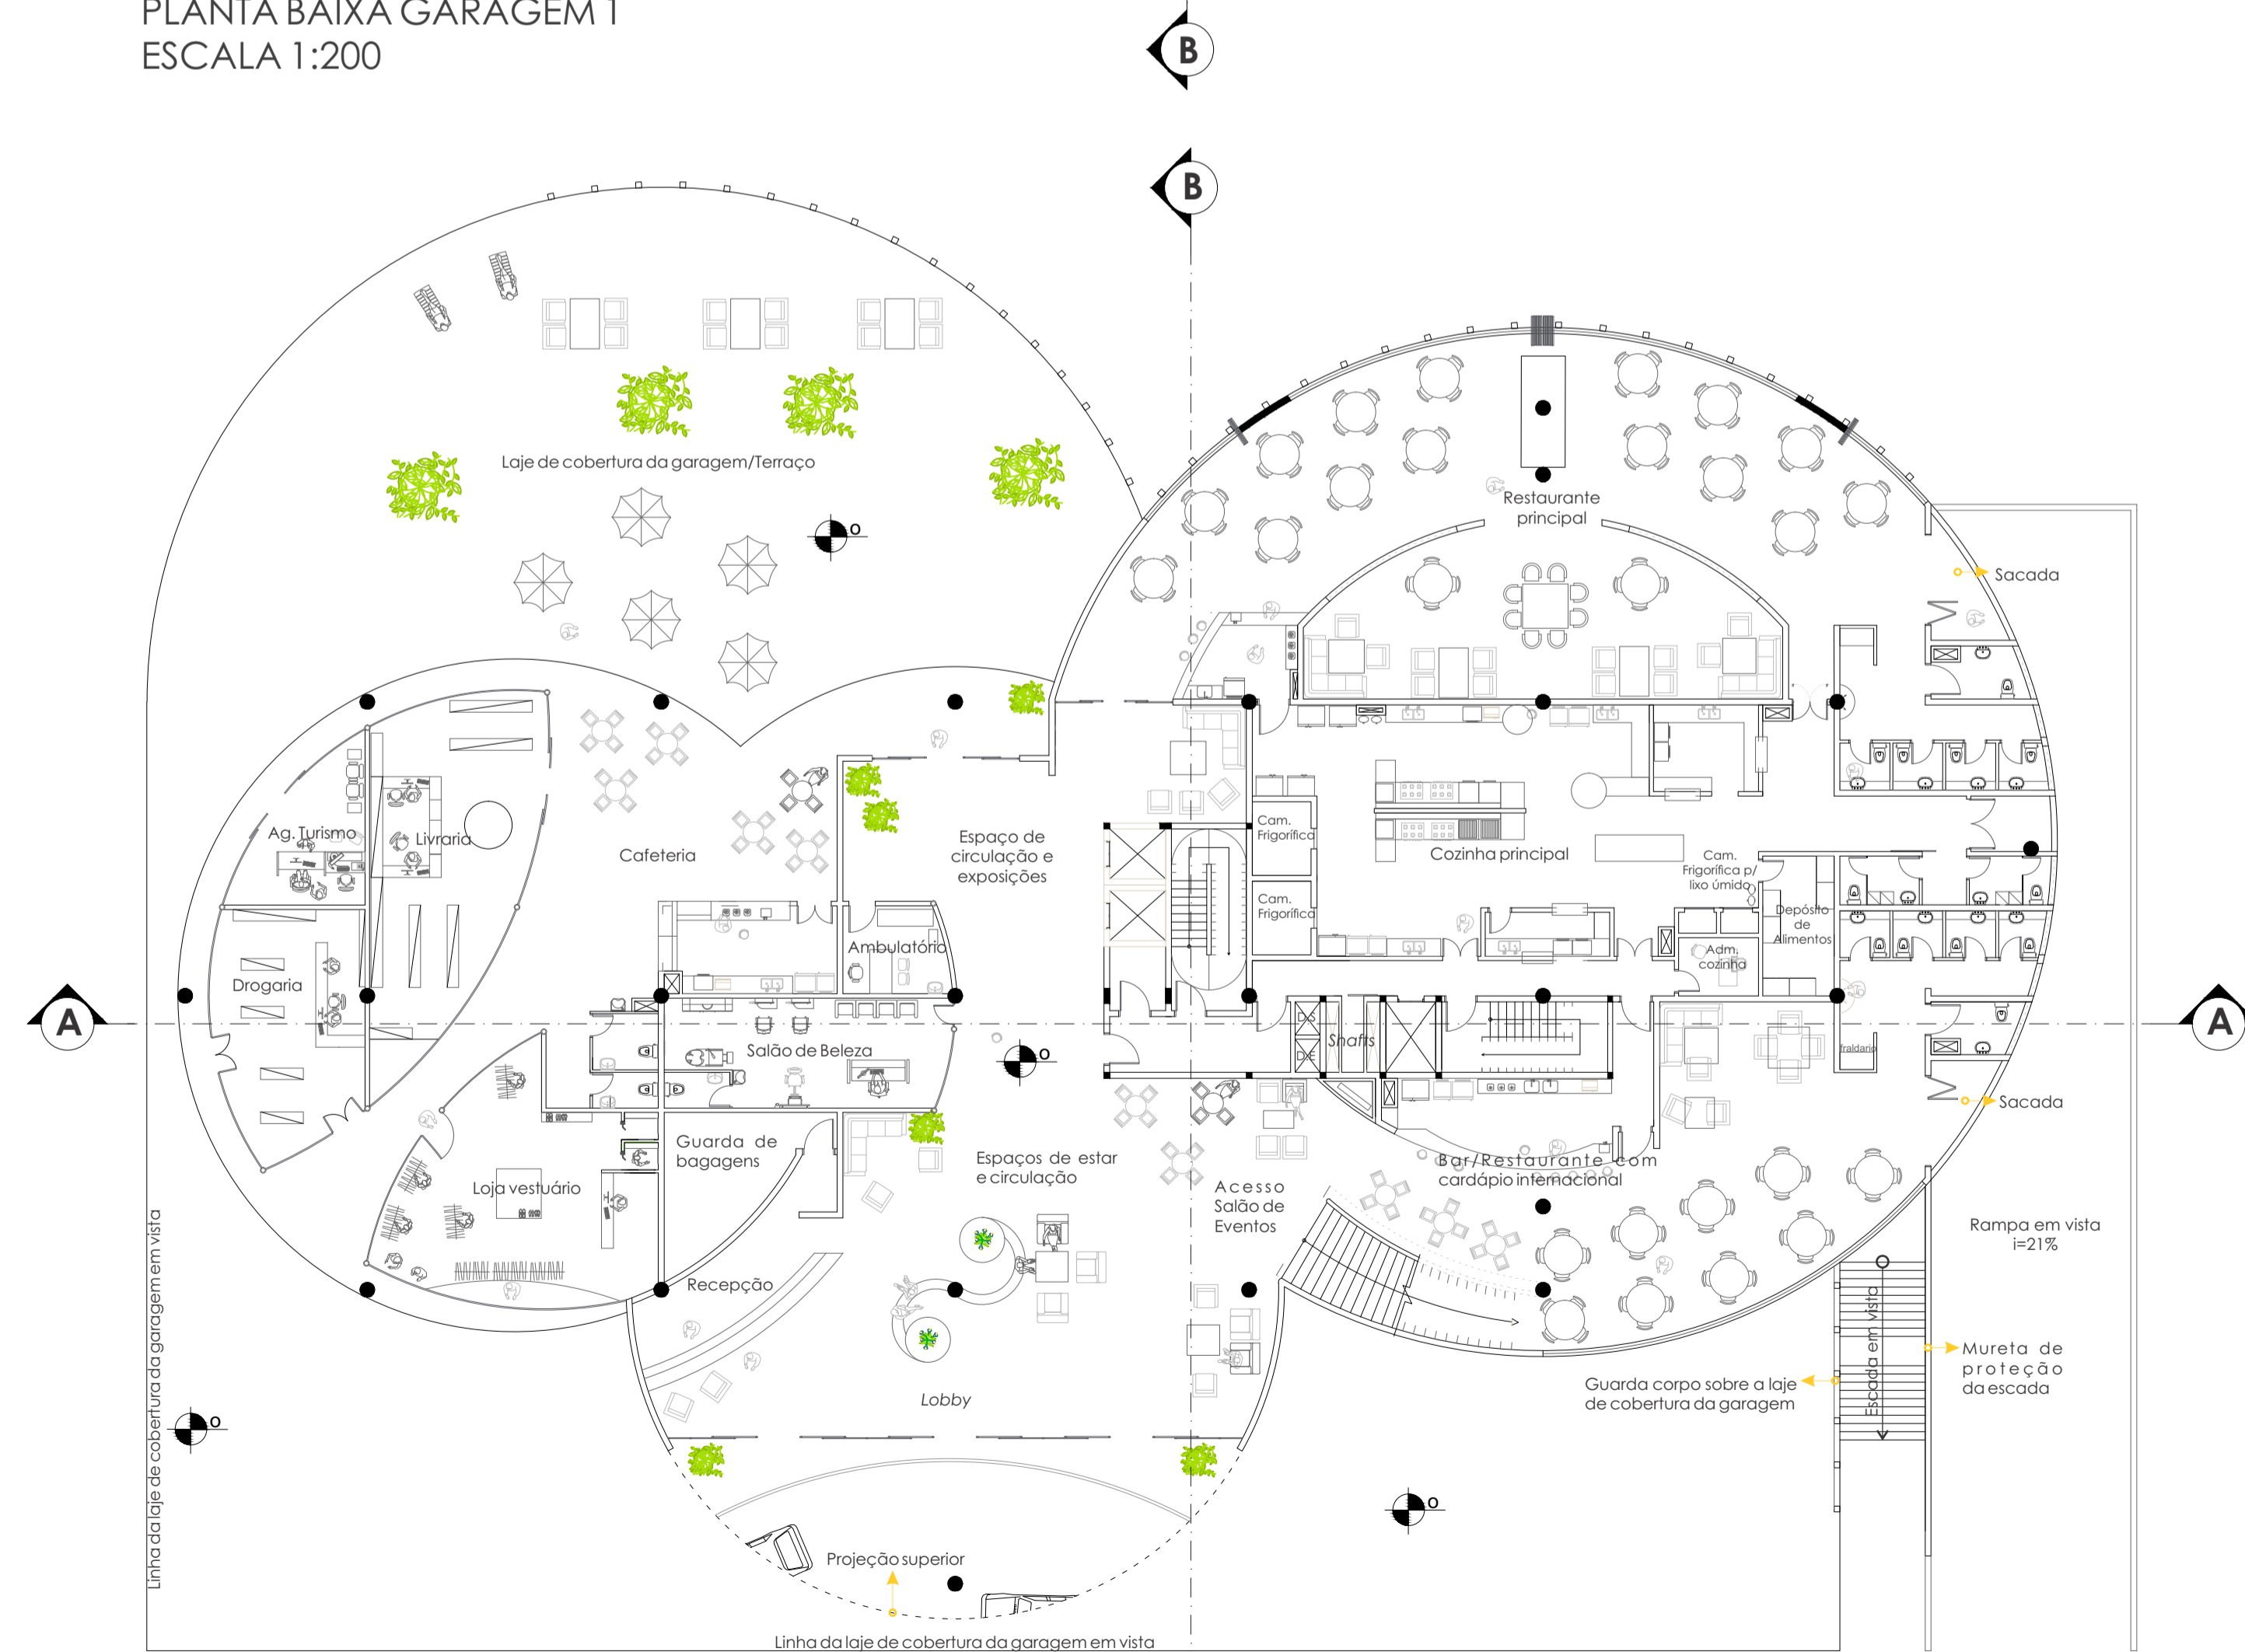 PLANTA BAIXA GARAGEM 1
ESCALA 1:200
B
B
Laje de cobertura da garagem/Terraço
O
Restaurante
principal
Sacada
Ag. Turismo
Livraria
Cafeteria
Espaço de
circulação e
exposições
Cam.
Frigorífica
Cozinha principal
Cam.
Frigorífica p/
lixo úmido
Cam.
Frigorífica
Depósito
de
Alimentos
Ambulatório
Adm.
cozinha
Drogaria
A
A
DS
Shafts
DE
Salão de Beleza
O
fraldario
Sacada
Guarda de
bagagens
Espaços de estar
e circulação
Bar/Restaurante com
cardápio internacional
Loja vestuário
Acesso
Salão de
Eventos
Rampa em vista
i=21%
Recepção
Escada em vista
Mureta de
proteção
da escada
Guarda corpo sobre a laje
de cobertura da garagem
Lobby
Linha da laje de cobertura da garagem em vista
O
O
Projeção superior
Linha da laje de cobertura da garagem em vista